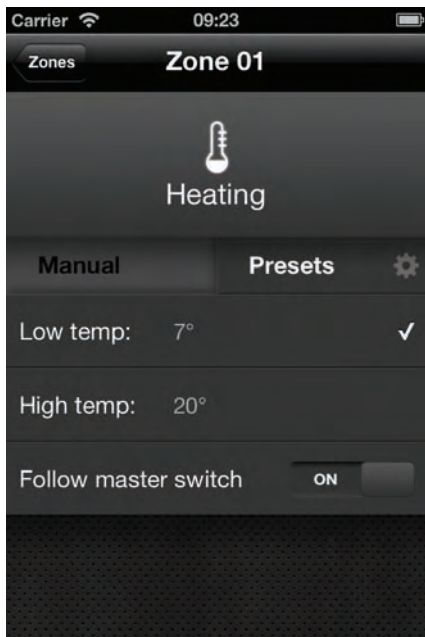 Carrier 09:23
Zones Zone 01
Heating
Manual Presets
Low temp: 7°
High temp: 20°
Follow master switch ON